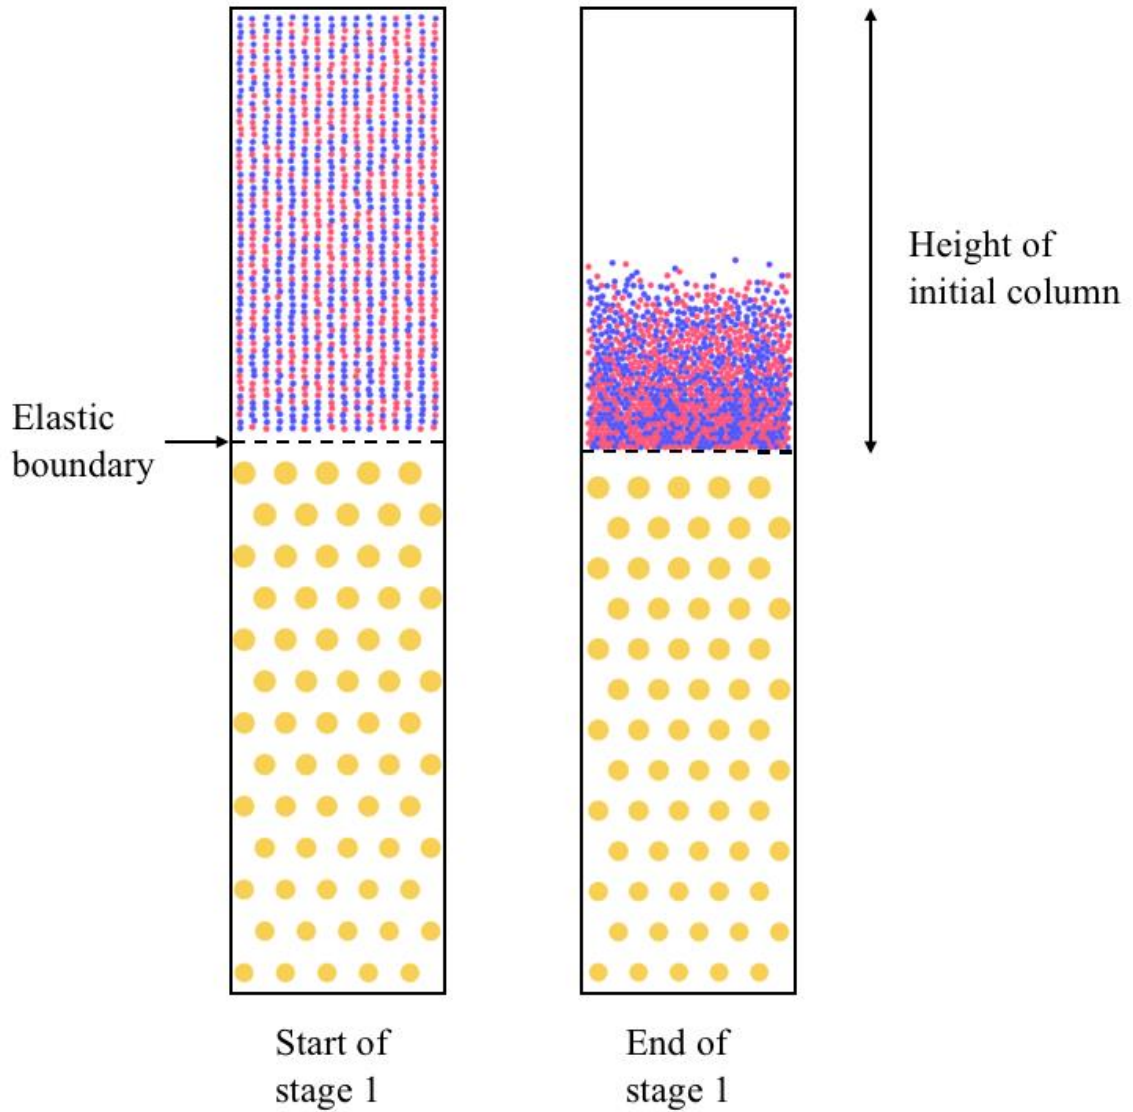 Height of
initial column
Elastic
boundary
Start of
stage 1
End of
stage 1